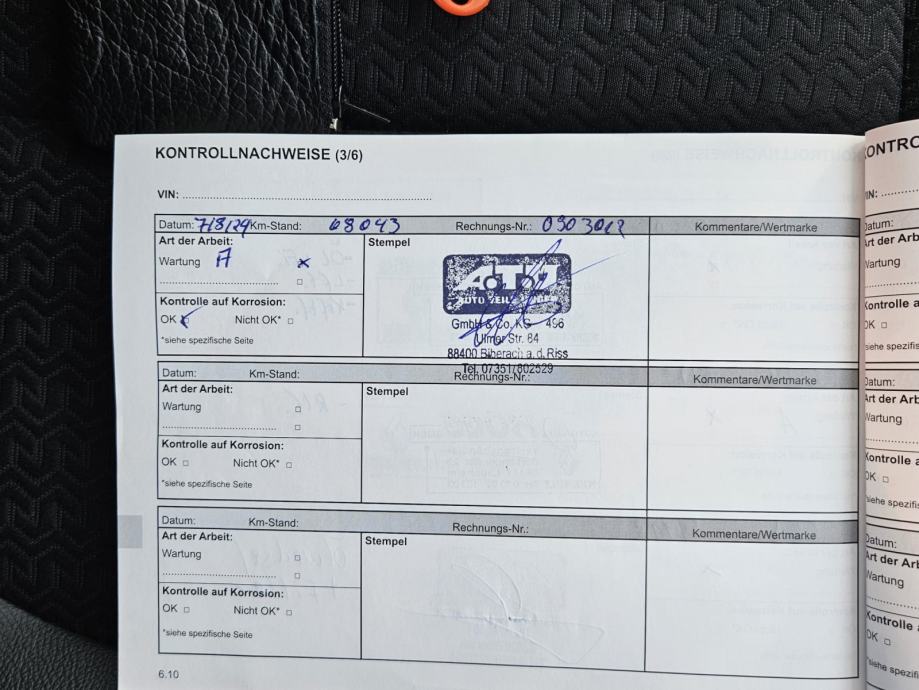 KONTROLLNACHWEISE (3/6)
VIN:
Datum: 7/8/24 Km-Stand: 68043 Rechnungs-Nr.: Kommentare/Wertmarke
Art der Arbeit: Stempel
Wartung A x
A.T.U
AUTO TEILE UNGER
Kontrolle auf Korrosion:
OK x Nicht OK*
*siehe spezifische Seite
GmbH & Co. KG 496
Ulmer Str. 64
88400 Biberach a. d. Riss
Tel. 07351/802529
Datum: Km-Stand: Rechnungs-Nr.: Kommentare/Wertmarke
Art der Arbeit: Stempel
Wartung
Kontrolle auf Korrosion:
OK Nicht OK*
*siehe spezifische Seite
Datum: Km-Stand: Rechnungs-Nr.: Kommentare/Wertmarke
Art der Arbeit: Stempel
Wartung
Kontrolle auf Korrosion:
OK Nicht OK*
*siehe spezifische Seite
6.10